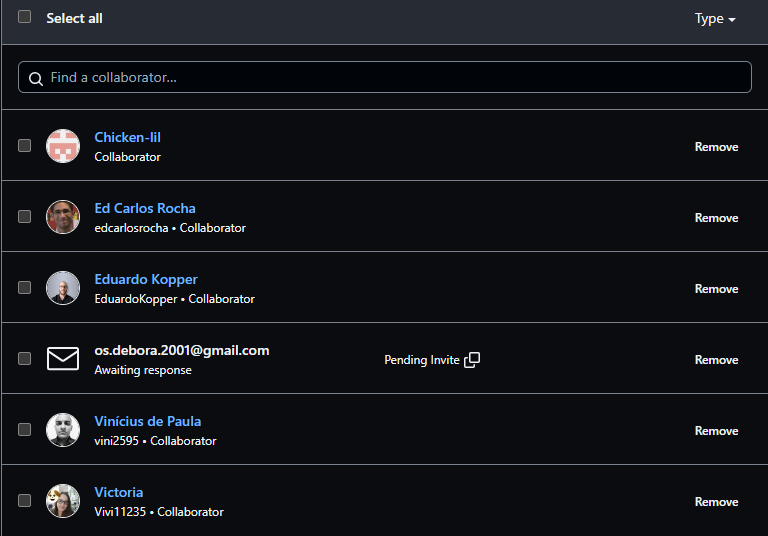 Select all
Type
Find a collaborator...
Chicken-lil
Collaborator
Remove
Ed Carlos Rocha
edcarlosrocha • Collaborator
Remove
Eduardo Kopper
EduardoKopper • Collaborator
Remove
os.debora.2001@gmail.com
Awaiting response
Pending Invite
Remove
Vinícius de Paula
vini2595 • Collaborator
Remove
Victoria
Vivi11235 • Collaborator
Remove